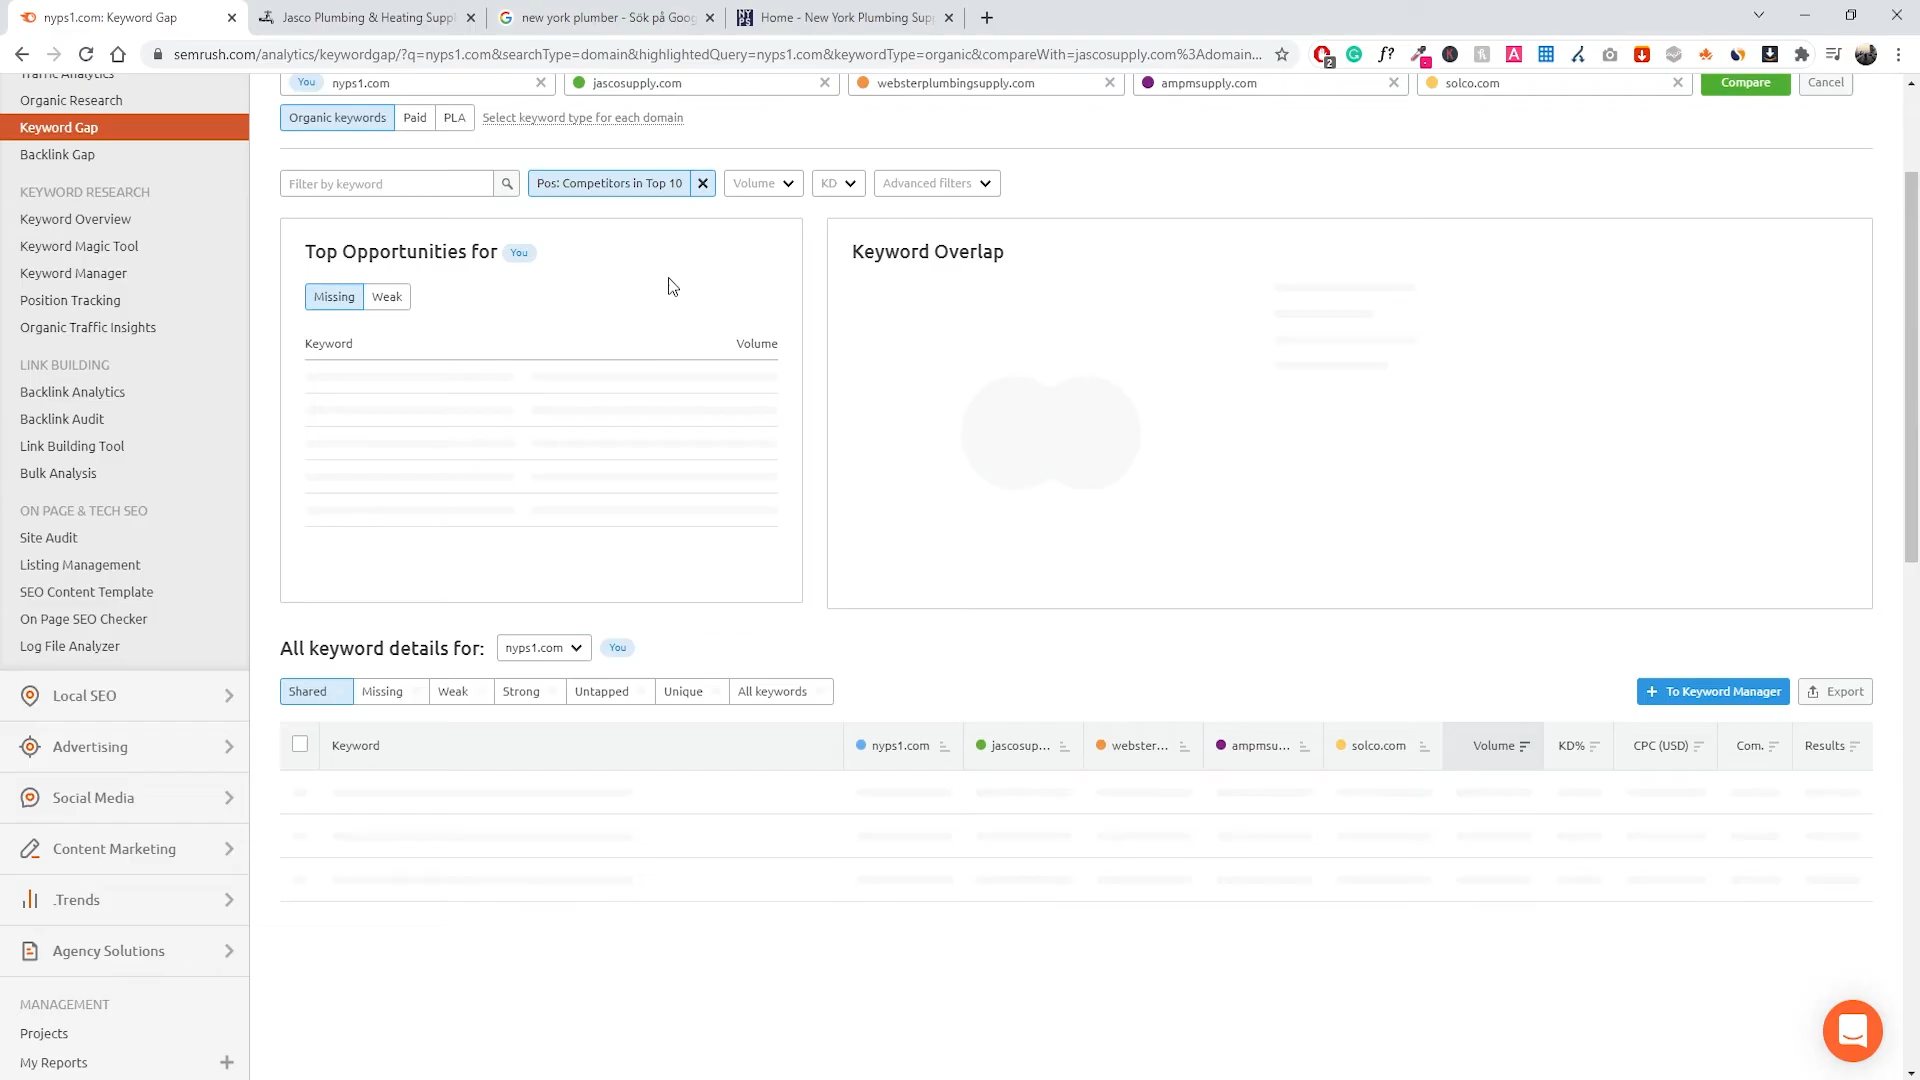 nyps1.com: Keyword Gap
Jasco Plumbing & Heating Suppl
new york plumber - Sök på Goog
Home - New York Plumbing Sup
semrush.com/analytics/keywordgap/?q=nyps1.com&searchType=domain&highlightedQuery=nyps1.com&keywordType=organic&compareWith=jascosupply.com%3Adomain...
2
Traffic Analytics
Organic Research
Keyword Gap
Backlink Gap
KEYWORD RESEARCH
Keyword Overview
Keyword Magic Tool
Keyword Manager
Position Tracking
Organic Traffic Insights
LINK BUILDING
Backlink Analytics
Backlink Audit
Link Building Tool
Bulk Analysis
ON PAGE & TECH SEO
Site Audit
Listing Management
SEO Content Template
On Page SEO Checker
Log File Analyzer
Local SEO
Advertising
Social Media
Content Marketing
.Trends
Agency Solutions
MANAGEMENT
Projects
My Reports
You nyps1.com
jascosupply.com
websterplumbingsupply.com
ampmsupply.com
solco.com
Compare
Cancel
Organic keywords Paid PLA Select keyword type for each domain
Filter by keyword
Pos: Competitors in Top 10
Volume
KD
Advanced filters
Top Opportunities for You
Missing Weak
Keyword Volume
Keyword Overlap
All keyword details for: nyps1.com You
Shared Missing Weak Strong Untapped Unique All keywords
+ To Keyword Manager
Export
Keyword nyps1.com jascosup... webster... ampmsu... solco.com Volume KD% CPC (USD) Com. Results